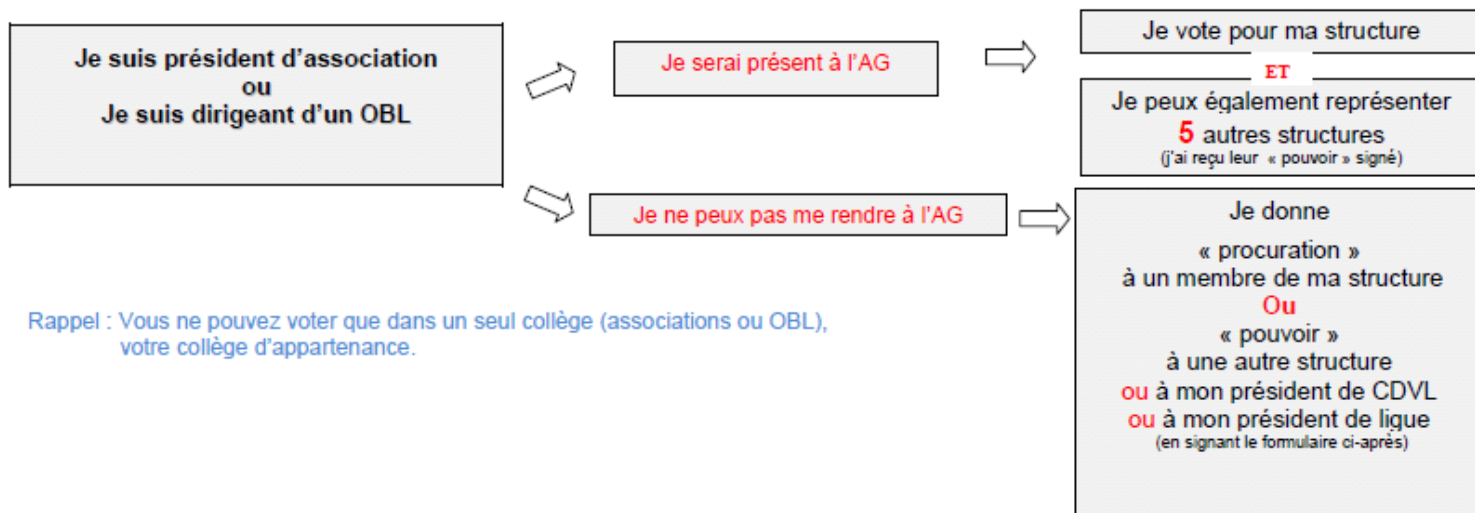 Je suis président d’association
ou
Je suis dirigeant d’un OBL
Je serai présent à l’AG
Je vote pour ma structure
ET
Je peux également représenter
5 autres structures
(j’ai reçu leur « pouvoir » signé)
Je ne peux pas me rendre à l’AG
Je donne
« procuration »
à un membre de ma structure
Ou
« pouvoir »
à une autre structure
ou à mon président de CDVL
ou à mon président de ligue
(en signant le formulaire ci-après)
Rappel : Vous ne pouvez voter que dans un seul collège (associations ou OBL),
votre collège d’appartenance.